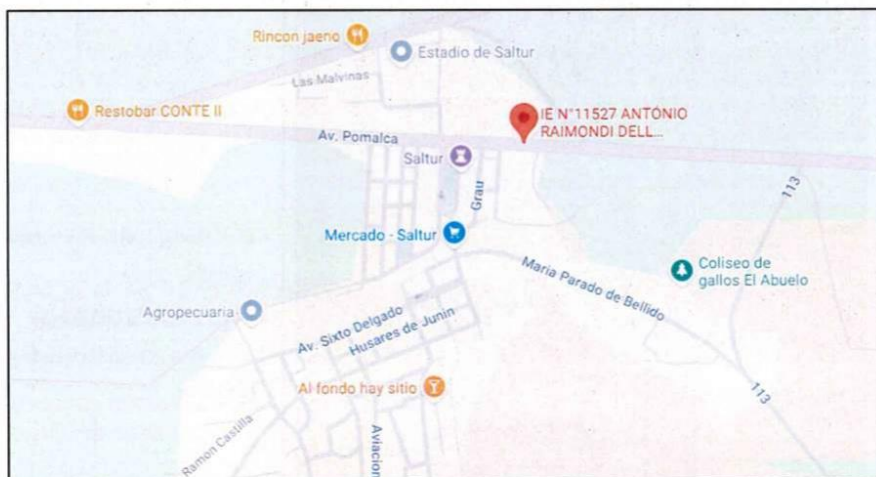 Rincon jaeno
Estadio de Saltur
Las Malvinas
Restobar CONTE II
IE N°11527 ANTÓNIO
RAIMONDI DELL...
Av. Pomalca
Saltur
Grau
113
Mercado - Saltur
Coliseo de
gallos El Abuelo
Maria Parado de Bellido
Agropecuaria
Av. Sixto Delgado
Husares de Junin
Al fondo hay sitio
113
Ramon Castilla
Aviacion